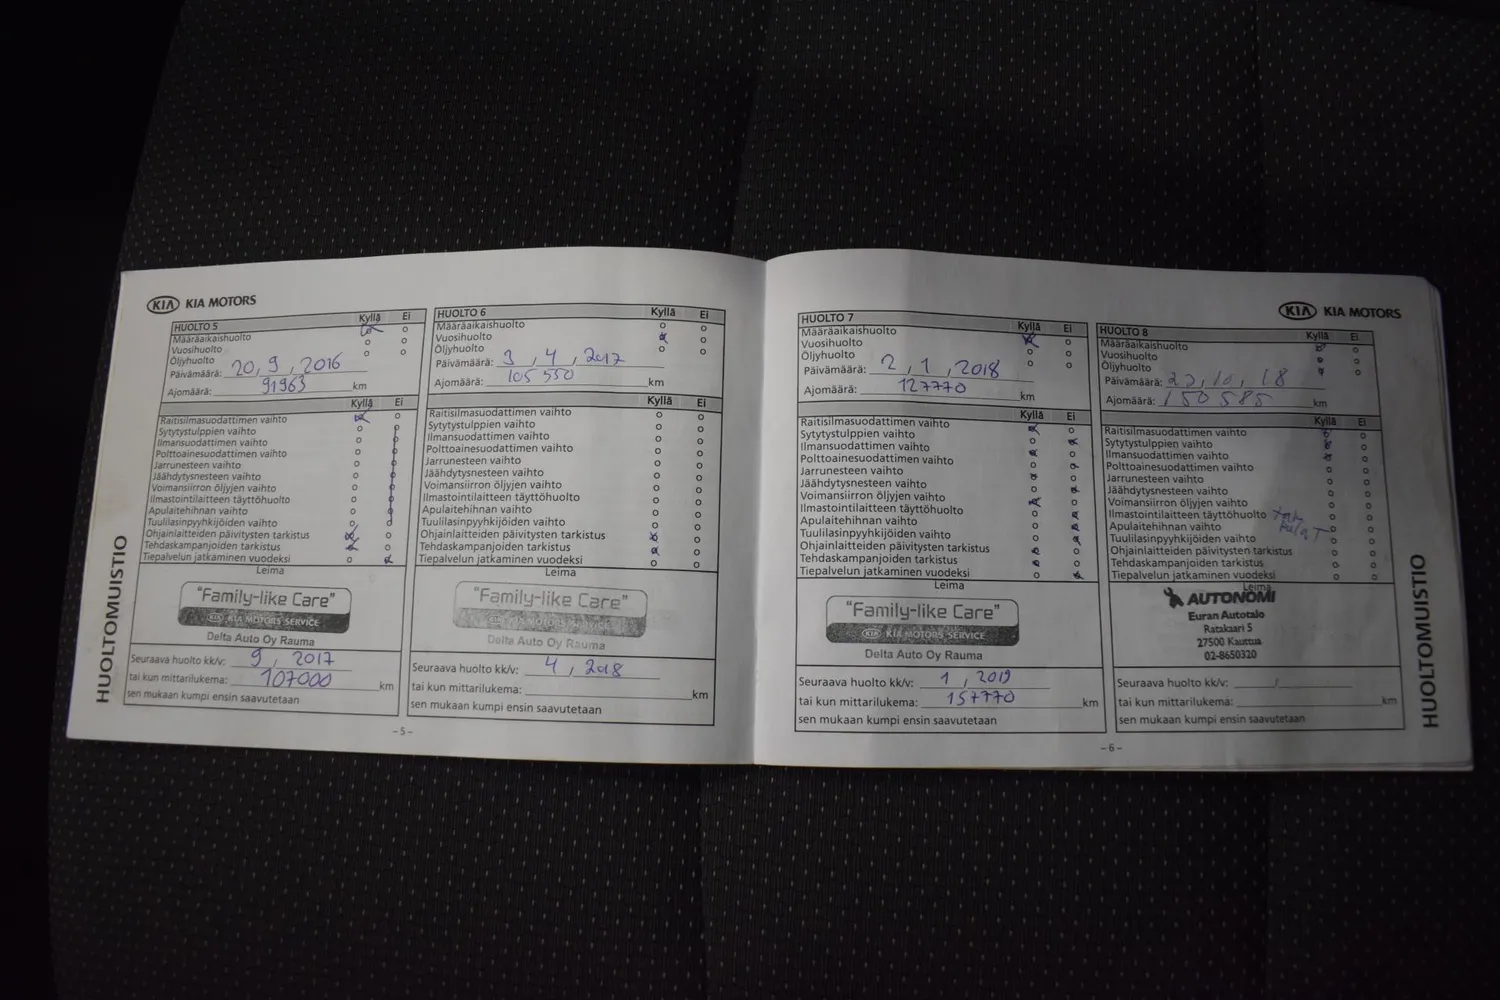 KIA KIA MOTORS
HUOLTOMUISTIO
HUOLTO 5 Kyllä Ei
Määräaikaishuolto
Vuosihuolto
Öljyhuolto
Päivämäärä: 20, 9, 2016
Ajomäärä: 91963 km
Kyllä Ei
Raitisilmasuodattimen vaihto
Sytytystulppien vaihto
Ilmansuodattimen vaihto
Polttoainesuodattimen vaihto
Jarrunesteen vaihto
Jäähdytysnesteen vaihto
Voimansiirron öljyjen vaihto
Ilmastointilaitteen täyttöhuolto
Apulaitehihnan vaihto
Tuulilasinpyyhkijöiden vaihto
Ohjainlaitteiden päivitysten tarkistus
Tehdaskampanjoiden tarkistus
Tiepalvelun jatkaminen vuodeksi
Leima
"Family-like Care"
KIA KIA MOTORS SERVICE
Delta Auto Oy Rauma
Seuraava huolto kk/v: 9, 2017
tai kun mittarilukema: 107000 km
sen mukaan kumpi ensin saavutetaan
HUOLTO 6 Kyllä Ei
Määräaikaishuolto
Vuosihuolto
Öljyhuolto
Päivämäärä: 3, 4, 2017
Ajomäärä: 105 550 km
Kyllä Ei
Raitisilmasuodattimen vaihto
Sytytystulppien vaihto
Ilmansuodattimen vaihto
Polttoainesuodattimen vaihto
Jarrunesteen vaihto
Jäähdytysnesteen vaihto
Voimansiirron öljyjen vaihto
Ilmastointilaitteen täyttöhuolto
Apulaitehihnan vaihto
Tuulilasinpyyhkijöiden vaihto
Ohjainlaitteiden päivitysten tarkistus
Tehdaskampanjoiden tarkistus
Tiepalvelun jatkaminen vuodeksi
Leima
"Family-like Care"
KIA KIA MOTORS SERVICE
Delta Auto Oy Rauma
Seuraava huolto kk/v: 4, 2018
tai kun mittarilukema: km
sen mukaan kumpi ensin saavutetaan
-5-
KIA KIA MOTORS
HUOLTO 7 Kyllä Ei
Määräaikaishuolto
Vuosihuolto
Öljyhuolto
Päivämäärä: 2, 1, 2018
Ajomäärä: 127770 km
Kyllä Ei
Raitisilmasuodattimen vaihto
Sytytystulppien vaihto
Ilmansuodattimen vaihto
Polttoainesuodattimen vaihto
Jarrunesteen vaihto
Jäähdytysnesteen vaihto
Voimansiirron öljyjen vaihto
Ilmastointilaitteen täyttöhuolto
Apulaitehihnan vaihto
Tuulilasinpyyhkijöiden vaihto
Ohjainlaitteiden päivitysten tarkistus
Tehdaskampanjoiden tarkistus
Tiepalvelun jatkaminen vuodeksi
Leima
"Family-like Care"
KIA KIA MOTORS SERVICE
Delta Auto Oy Rauma
Seuraava huolto kk/v: 1, 2019
tai kun mittarilukema: 157770 km
sen mukaan kumpi ensin saavutetaan
HUOLTO 8 Kyllä Ei
Määräaikaishuolto
Vuosihuolto
Öljyhuolto
Päivämäärä: 10, 18
Ajomäärä: 150 585 km
Kyllä Ei
Raitisilmasuodattimen vaihto
Sytytystulppien vaihto
Ilmansuodattimen vaihto
Polttoainesuodattimen vaihto
Jarrunesteen vaihto
Jäähdytysnesteen vaihto
Voimansiirron öljyjen vaihto
Ilmastointilaitteen täyttöhuolto
Apulaitehihnan vaihto
Tuulilasinpyyhkijöiden vaihto
Ohjainlaitteiden päivitysten tarkistus
Tehdaskampanjoiden tarkistus
Tiepalvelun jatkaminen vuodeksi
Leima
AUTONOMI
Euran Autotalo
Ratakaari 5
27500 Kauttua
02-8650320
Seuraava huolto kk/v: /
tai kun mittarilukema: km
sen mukaan kumpi ensin saavutetaan
-6-
HUOLTOMUISTIO